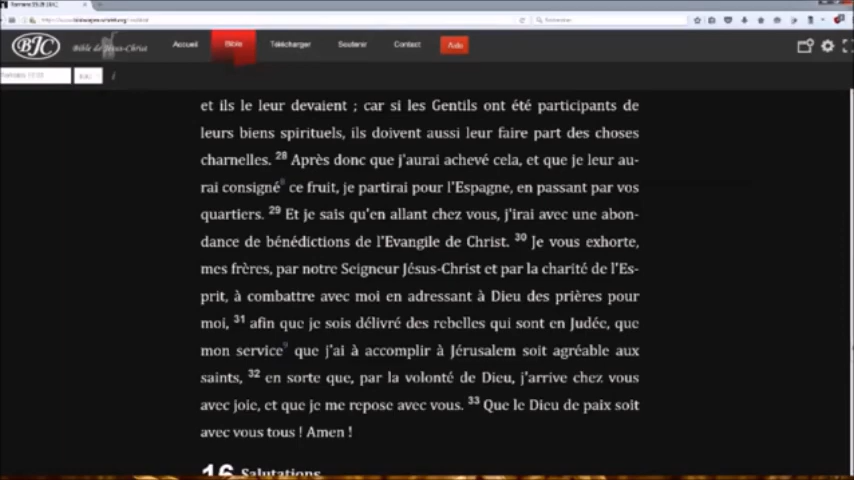 BJC
Bible de Jésus-Christ
Accueil
Bible
Télécharger
Soutenir
Contact
Aide
et ils le leur devaient ; car si les Gentils ont été participants de
leurs biens spirituels, ils doivent aussi leur faire part des choses
charnelles. 28 Après donc que j'aurai achevé cela, et que je leur au-
rai consigné ce fruit, je partirai pour l'Espagne, en passant par vos
quartiers. 29 Et je sais qu'en allant chez vous, j'irai avec une abon-
dance de bénédictions de l'Evangile de Christ. 30 Je vous exhorte,
mes frères, par notre Seigneur Jésus-Christ et par la charité de l'Es-
prit, à combattre avec moi en adressant à Dieu des prières pour
moi, 31 afin que je sois délivré des rebelles qui sont en Judée, que
mon service que j'ai à accomplir à Jérusalem soit agréable aux
saints, 32 en sorte que, par la volonté de Dieu, j'arrive chez vous
avec joie, et que je me repose avec vous. 33 Que le Dieu de paix soit
avec vous tous ! Amen !
16 Salutations